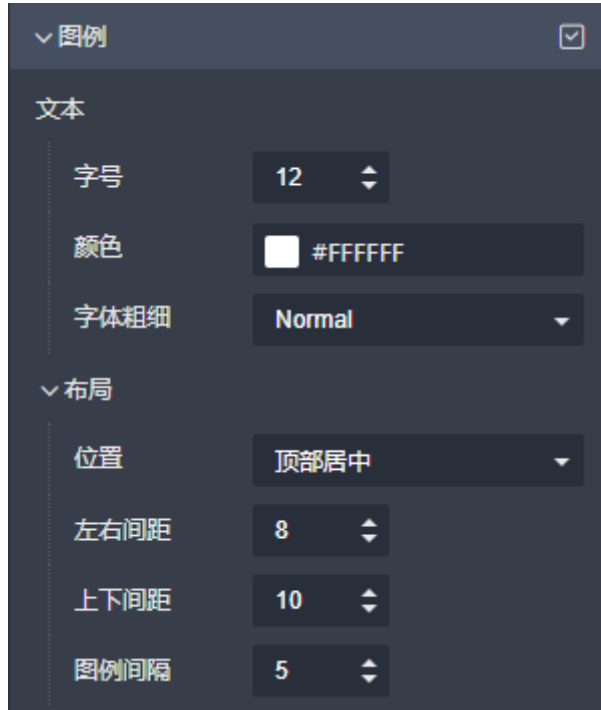 图例
文本
字号 12
颜色 #FFFFFF
字体粗细 Normal
布局
位置 顶部居中
左右间距 8
上下间距 10
图例间隔 5